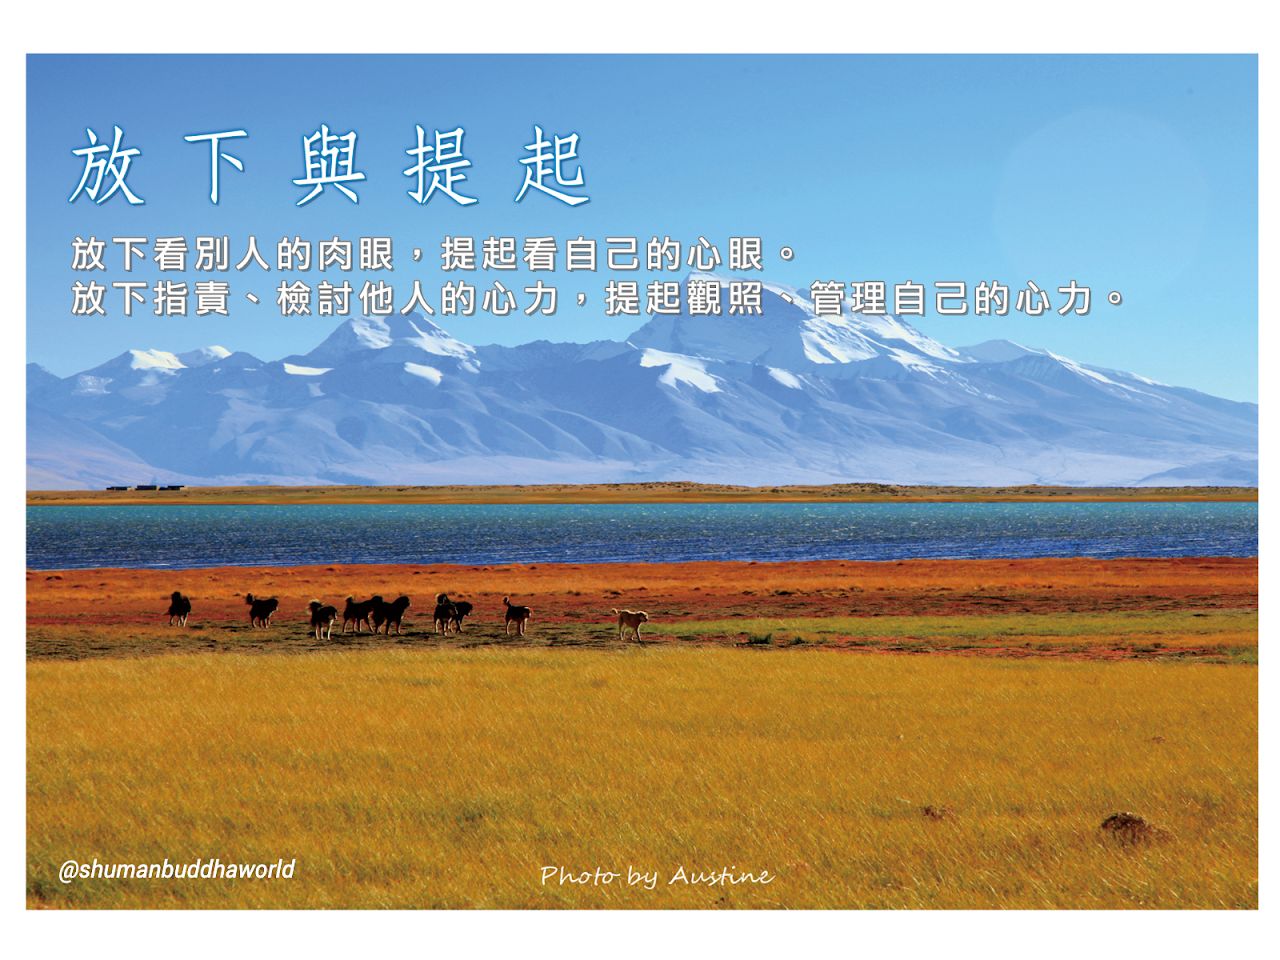 放下與提起
放下看別人的肉眼，提起看自己的心眼。
放下指責、檢討他人的心力，提起觀照、管理自己的心力。
@shumanbuddhaworld
Photo by Austine